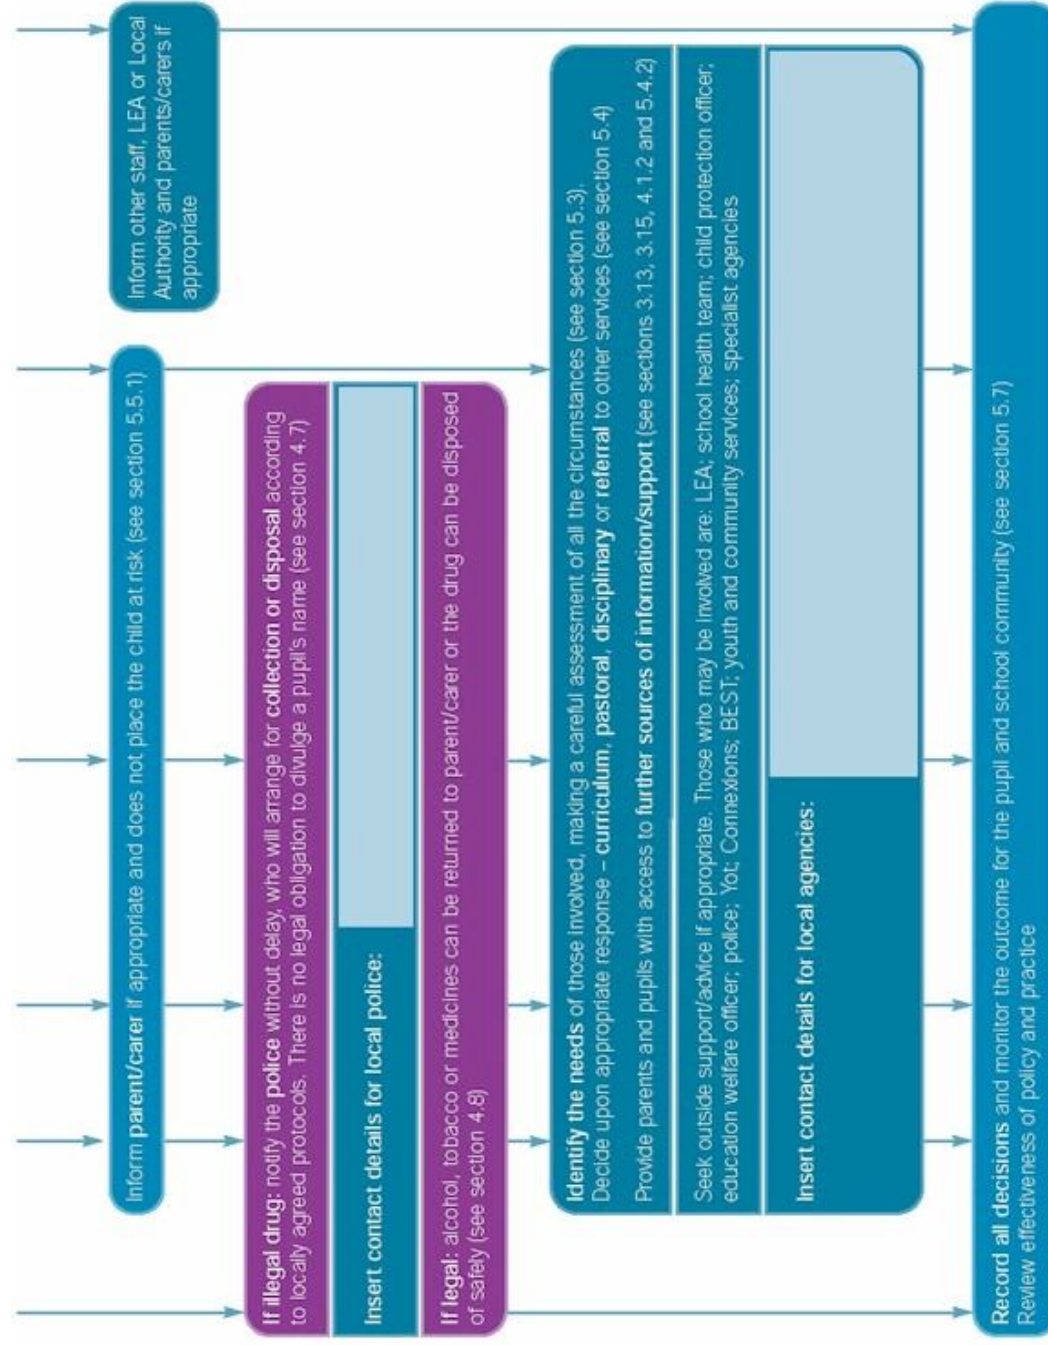 Inform other staff, LEA or Local
Authority and parents/carers if
appropriate
Inform parent/carer if appropriate and does not place the child at risk (see section 5.5.1)
If illegal drug: notify the police without delay, who will arrange for collection or disposal according
to locally agreed protocols. There is no legal obligation to divulge a pupil's name (see section 4.7)
Insert contact details for local police:
If legal: alcohol, tobacco or medicines can be returned to parent/carer or the drug can be disposed
of safely (see section 4.8)
Identify the needs of those involved, making a careful assessment of all the circumstances (see section 5.3).
Decide upon appropriate response – curriculum, pastoral, disciplinary or referral to other services (see section 5.4)
Provide parents and pupils with access to further sources of information/support (see sections 3.13, 3.15, 4.1.2 and 5.4.2)
Seek outside support/advice if appropriate. Those who may be involved are: LEA; school health team; child protection officer;
education welfare officer; police; Yot; Connexions; BEST; youth and community services; specialist agencies
Insert contact details for local agencies:
Record all decisions and monitor the outcome for the pupil and school community (see section 5.7)
Review effectiveness of policy and practice